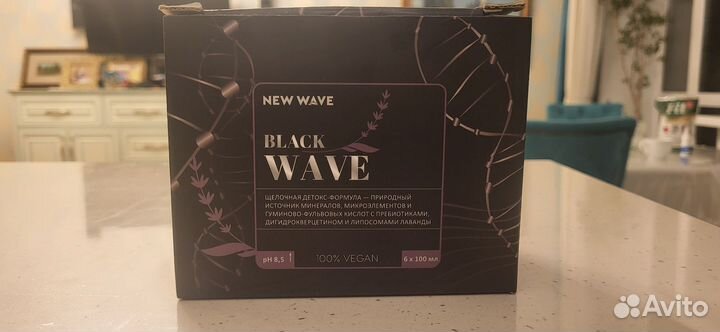 NEW WAVE
BLACK
WAVE
ЩЕЛОЧНАЯ ДЕТОКС-ФОРМУЛА — ПРИРОДНЫЙ
ИСТОЧНИК МИНЕРАЛОВ, МИКРОЭЛЕМЕНТОВ И
ГУМИНОВО-ФУЛЬВОВЫХ КИСЛОТ С ПРЕБИОТИКАМИ,
ДИГИДРОКВЕРЦЕТИНОМ И ЛИПОСОМАМИ ЛАВАНДЫ
pH 8,5 ↑ 100% VEGAN 6 x 100 мл
Avito